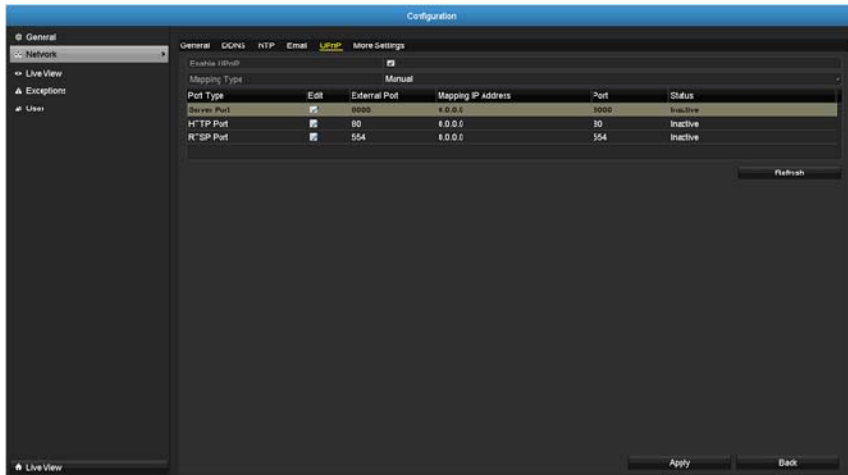 Configuration
General
Network
Live View
Exceptions
User
General DDNS NTP Email UPnP More Settings
Enable UPnP
Mapping Type Manual
Port Type Edit External Port Mapping IP Address Port Status
Server Port 8000 0.0.0.0 8000 Inactive
HTTP Port 80 0.0.0.0 80 Inactive
RTSP Port 554 0.0.0.0 554 Inactive
Refresh
Live View
Apply Back